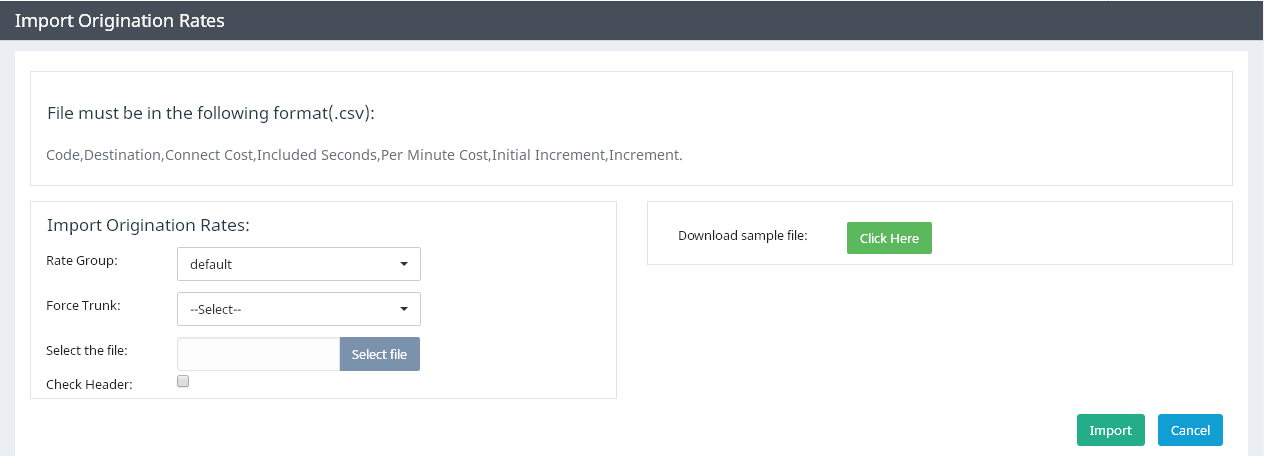 Import Origination Rates
File must be in the following format(.csv):
Code,Destination,Connect Cost,Included Seconds,Per Minute Cost,Initial Increment,Increment.
Import Origination Rates:
Rate Group:
default
Force Trunk:
--Select--
Select the file:
Select file
Check Header:
Download sample file:
Click Here
Import
Cancel